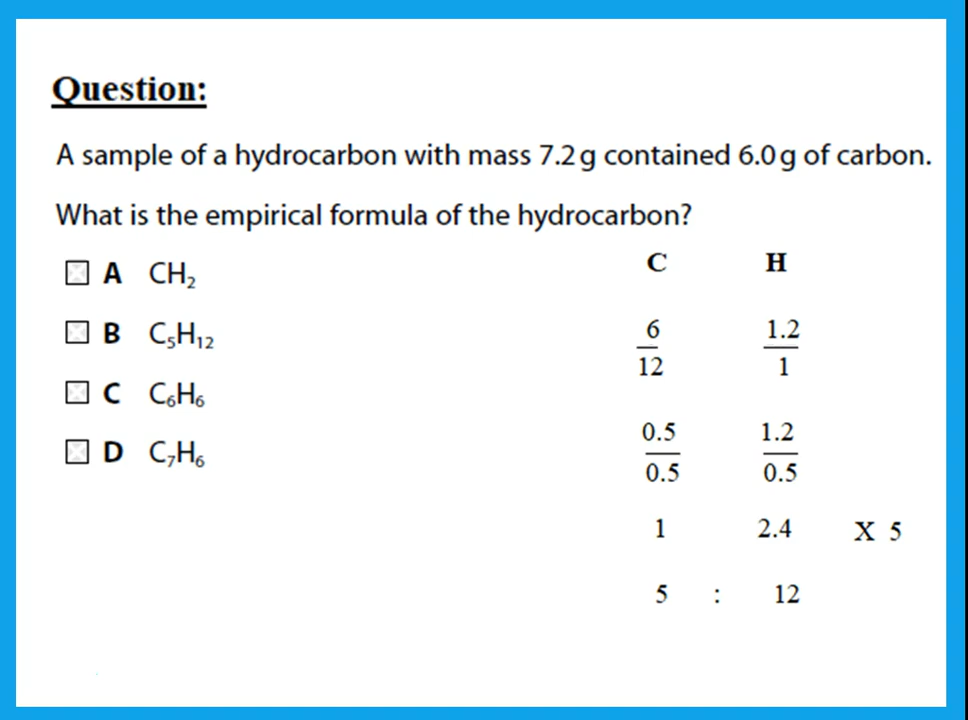 Question:
A sample of a hydrocarbon with mass 7.2 g contained 6.0 g of carbon.
What is the empirical formula of the hydrocarbon?
A CH₂
B C₅H₁₂
C C₆H₆
D C₇H₆
C H
6 1.2
12 1
0.5 1.2
0.5 0.5
1 2.4 X 5
5 : 12